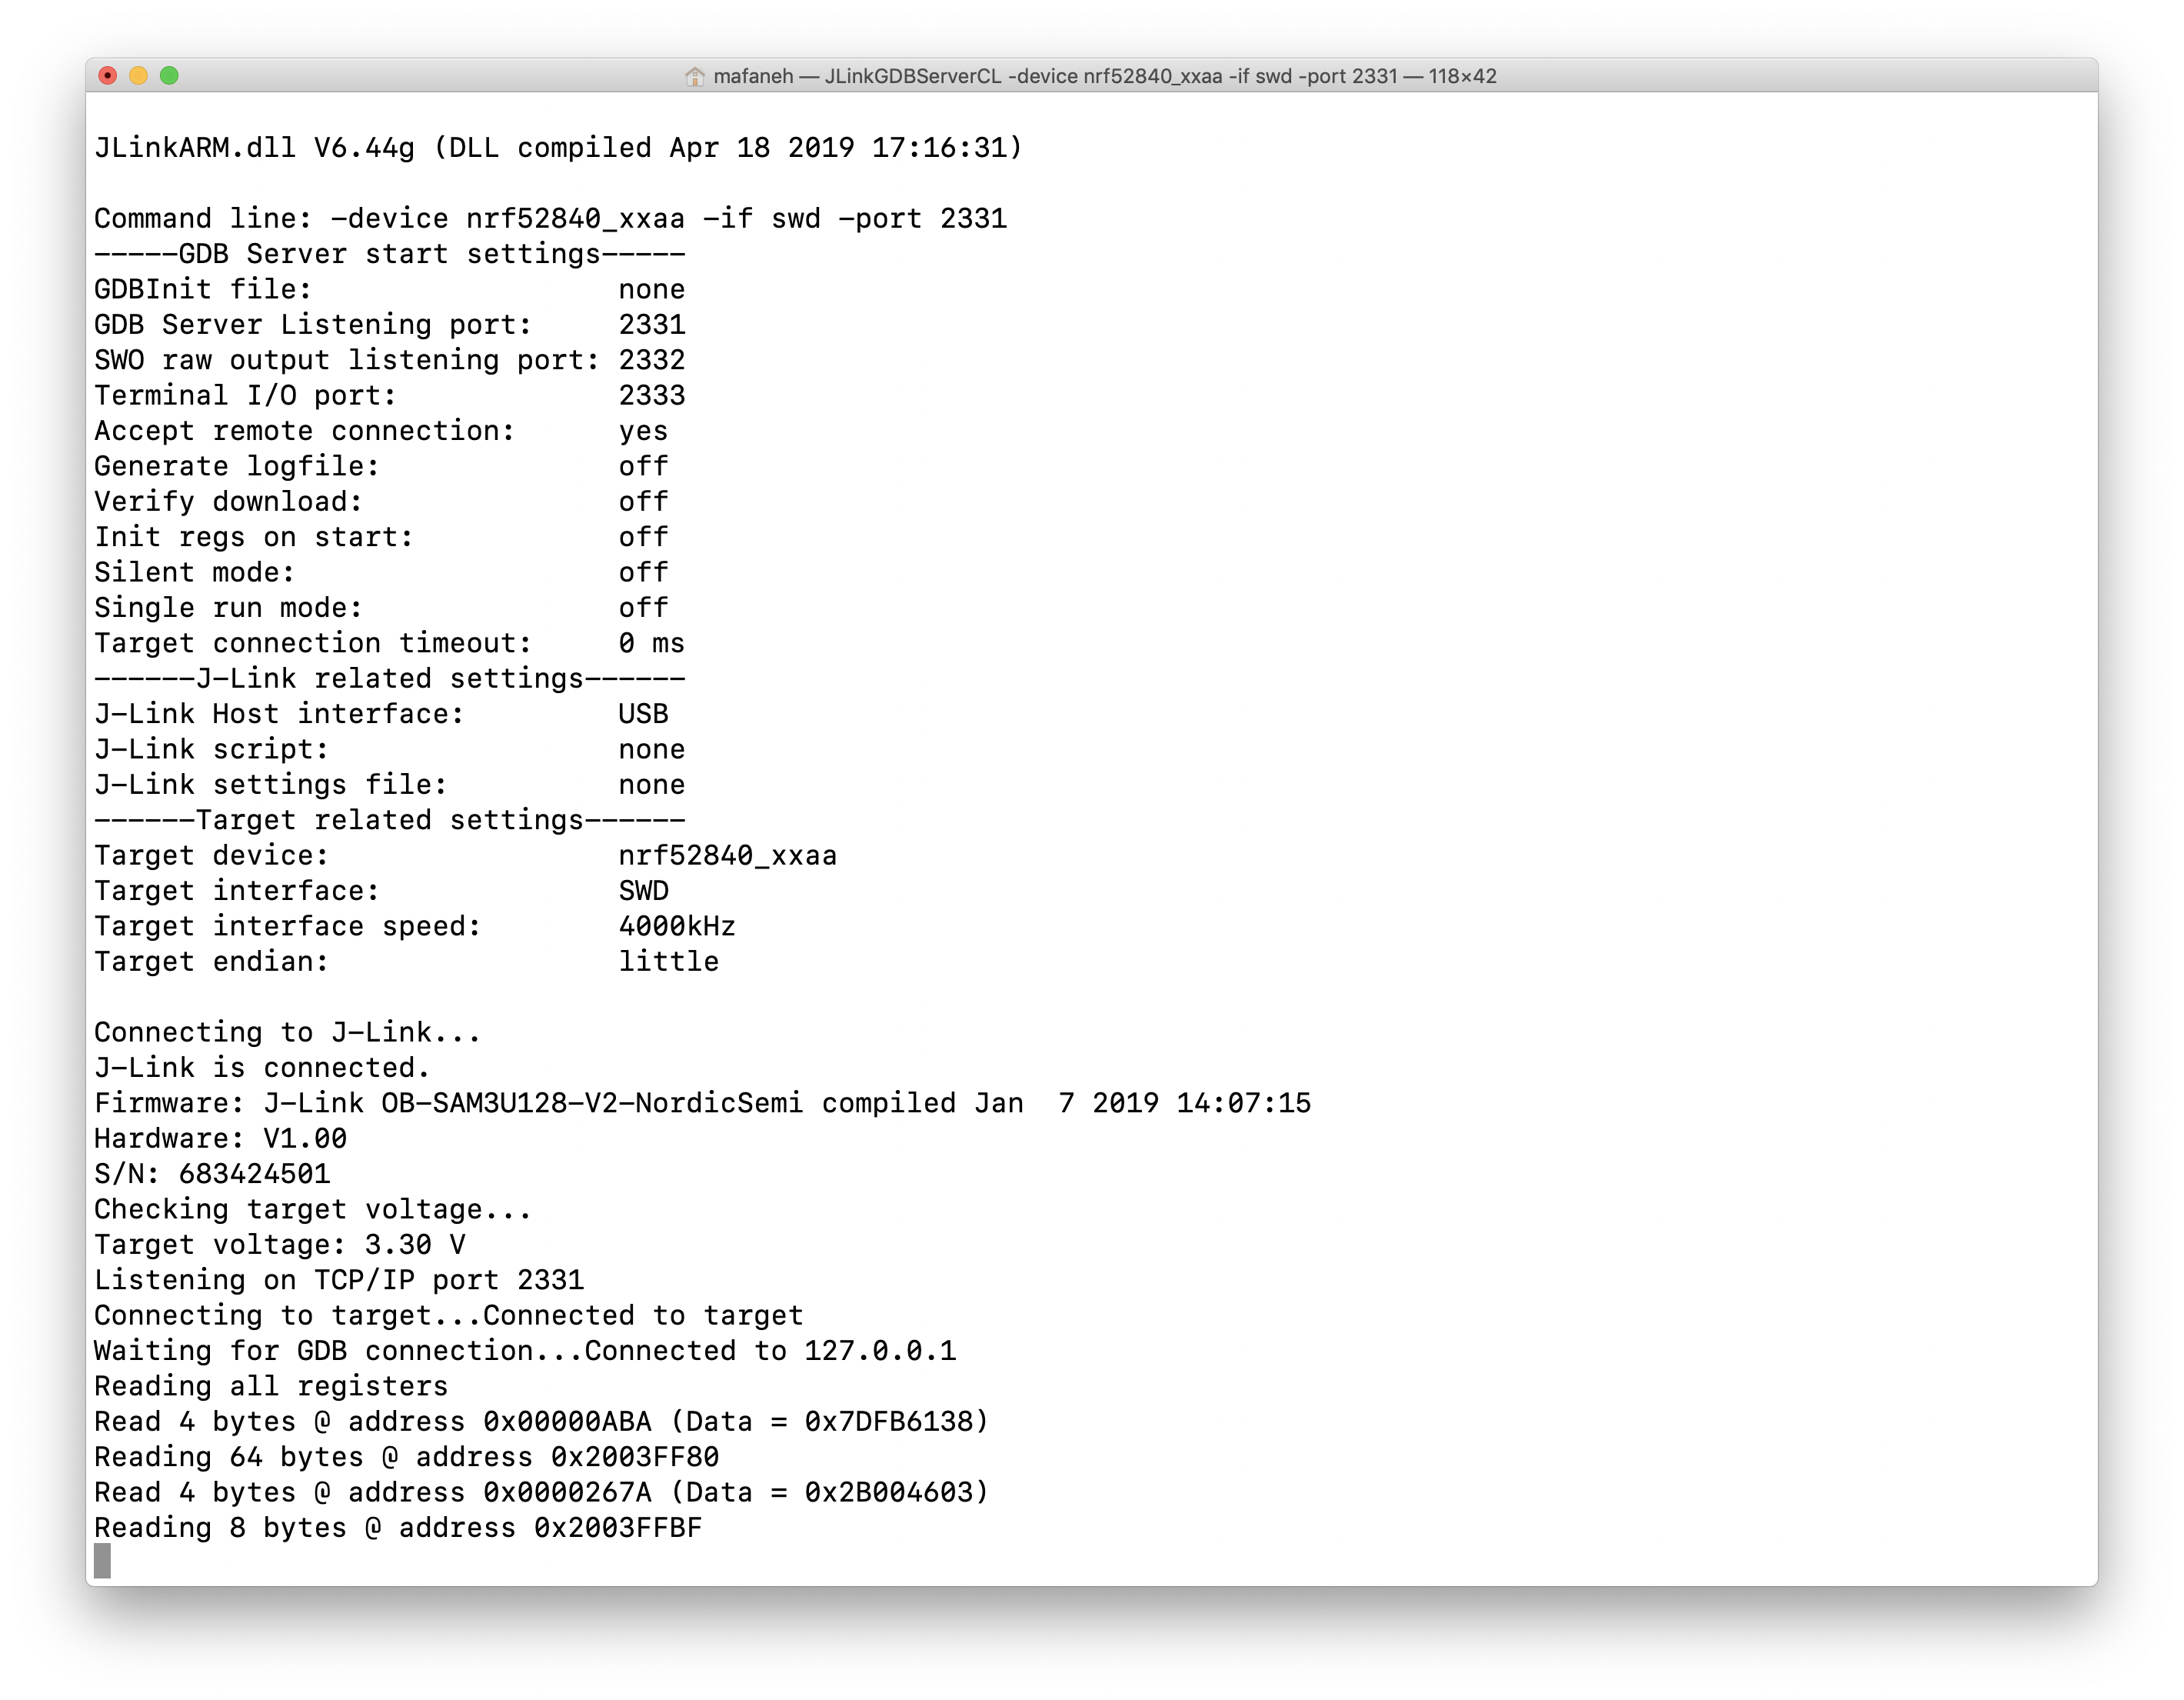 mafaneh — JLinkGDBServerCL -device nrf52840_xxaa -if swd -port 2331 — 118×42
JLinkARM.dll V6.44g (DLL compiled Apr 18 2019 17:16:31)
Command line: -device nrf52840_xxaa -if swd -port 2331
-----GDB Server start settings-----
GDBInit file:                  none
GDB Server Listening port:     2331
SWO raw output listening port: 2332
Terminal I/O port:             2333
Accept remote connection:      yes
Generate logfile:              off
Verify download:               off
Init regs on start:            off
Silent mode:                   off
Single run mode:               off
Target connection timeout:     0 ms
------J-Link related settings------
J-Link Host interface:         USB
J-Link script:                 none
J-Link settings file:          none
------Target related settings------
Target device:                 nrf52840_xxaa
Target interface:              SWD
Target interface speed:        4000kHz
Target endian:                 little
Connecting to J-Link...
J-Link is connected.
Firmware: J-Link OB-SAM3U128-V2-NordicSemi compiled Jan  7 2019 14:07:15
Hardware: V1.00
S/N: 683424501
Checking target voltage...
Target voltage: 3.30 V
Listening on TCP/IP port 2331
Connecting to target...Connected to target
Waiting for GDB connection...Connected to 127.0.0.1
Reading all registers
Read 4 bytes @ address 0x00000ABA (Data = 0x7DFB6138)
Reading 64 bytes @ address 0x2003FF80
Read 4 bytes @ address 0x0000267A (Data = 0x2B004603)
Reading 8 bytes @ address 0x2003FFBF